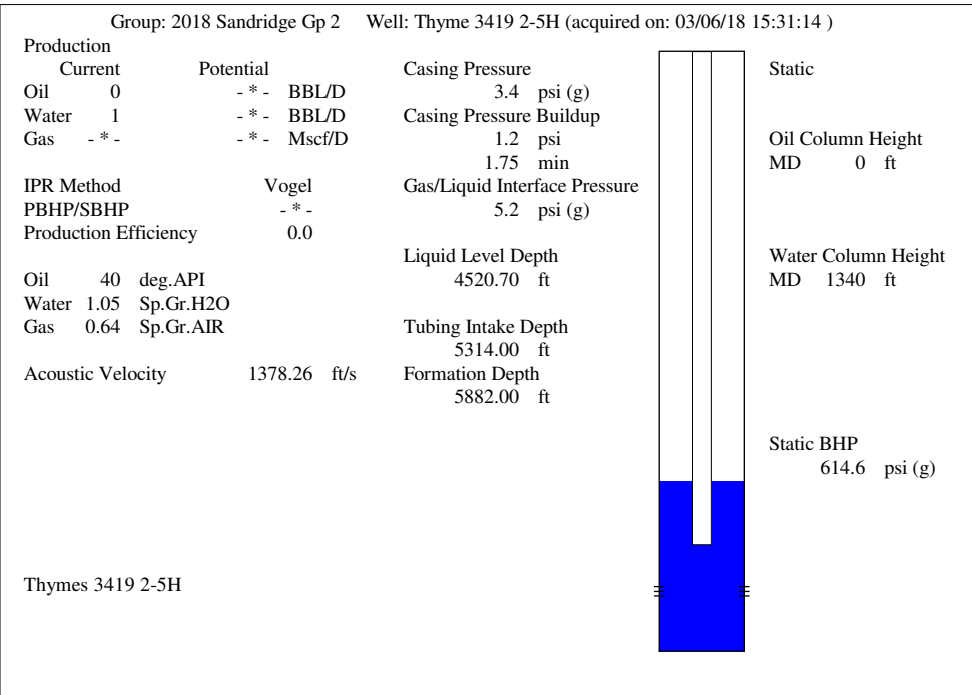 Group: 2018 Sandridge Gp 2 Well: Thyme 3419 2-5H (acquired on: 03/06/18 15:31:14 )
Production
Current Potential
Oil 0 - * - BBL/D
Water 1 - * - BBL/D
Gas - * - - * - Mscf/D
IPR Method Vogel
PBHP/SBHP - * -
Production Efficiency 0.0
Oil 40 deg.API
Water 1.05 Sp.Gr.H2O
Gas 0.64 Sp.Gr.AIR
Acoustic Velocity 1378.26 ft/s
Casing Pressure
3.4 psi (g)
Casing Pressure Buildup
1.2 psi
1.75 min
Gas/Liquid Interface Pressure
5.2 psi (g)
Liquid Level Depth
4520.70 ft
Tubing Intake Depth
5314.00 ft
Formation Depth
5882.00 ft
Static
Oil Column Height
MD 0 ft
Water Column Height
MD 1340 ft
Static BHP
614.6 psi (g)
Thymes 3419 2-5H